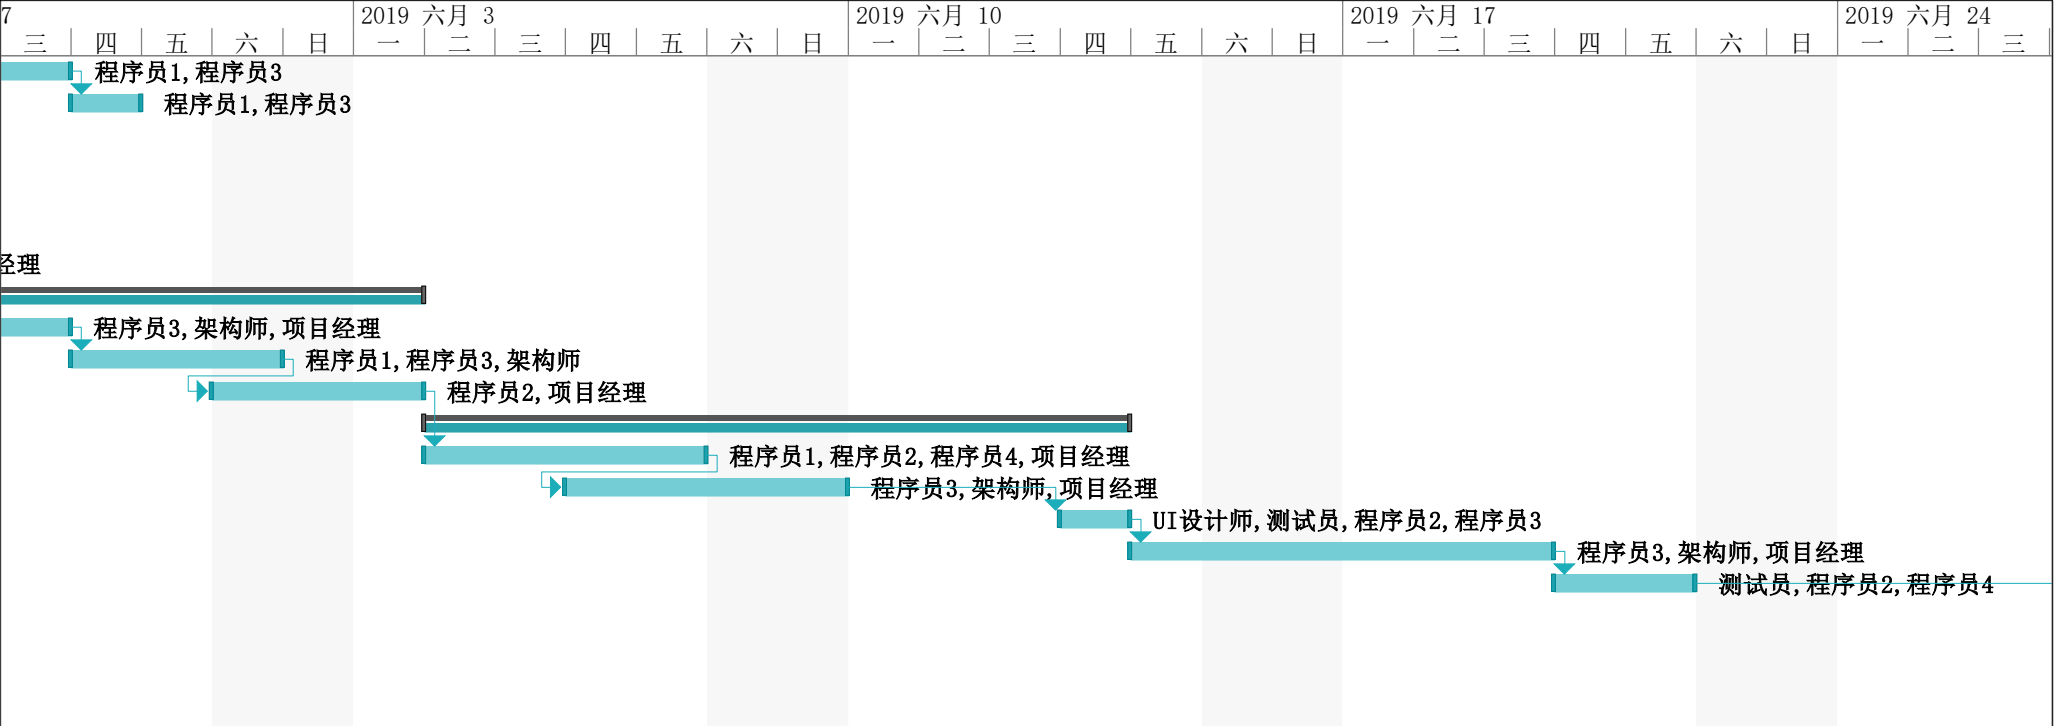 7 2019 六月 3 2019 六月 10 2019 六月 17 2019 六月 24
三 四 五 六 日 一 二 三 四 五 六 日 一 二 三 四 五 六 日 一 二 三 四 五 六 日 一 二 三
程序员1,程序员3
程序员1,程序员3
经理
程序员3,架构师,项目经理
程序员1,程序员3,架构师
程序员2,项目经理
程序员1,程序员2,程序员4,项目经理
程序员3,架构师,项目经理
UI设计师,测试员,程序员2,程序员3
程序员3,架构师,项目经理
测试员,程序员2,程序员4